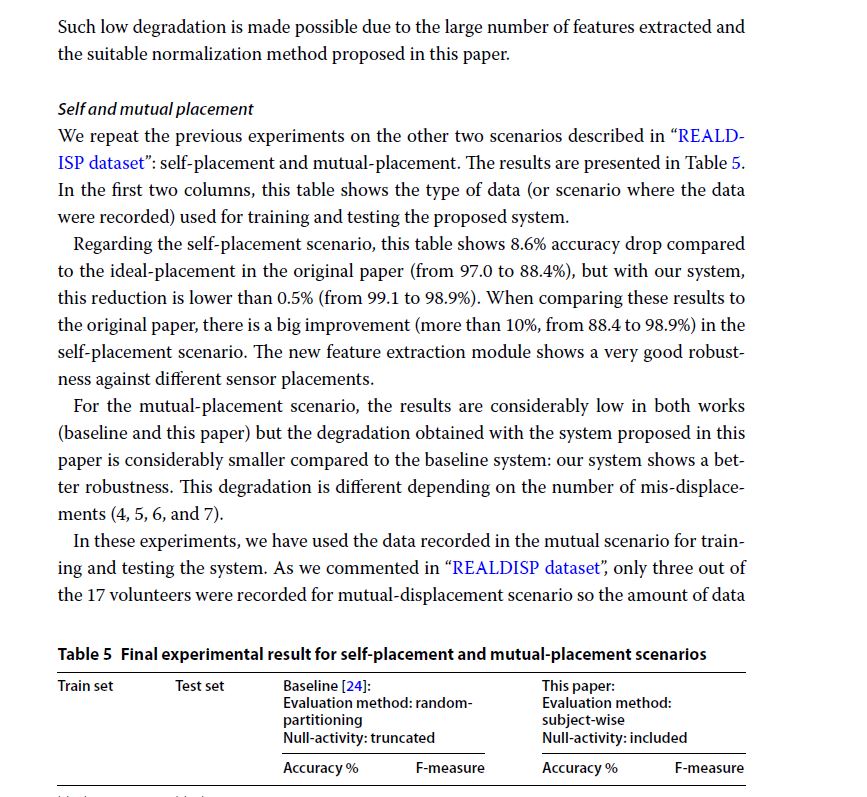 Such low degradation is made possible due to the large number of features extracted and
the suitable normalization method proposed in this paper.
Self and mutual placement
We repeat the previous experiments on the other two scenarios described in “REALD-
ISP dataset”: self-placement and mutual-placement. The results are presented in Table 5.
In the first two columns, this table shows the type of data (or scenario where the data
were recorded) used for training and testing the proposed system.
Regarding the self-placement scenario, this table shows 8.6% accuracy drop compared
to the ideal-placement in the original paper (from 97.0 to 88.4%), but with our system,
this reduction is lower than 0.5% (from 99.1 to 98.9%). When comparing these results to
the original paper, there is a big improvement (more than 10%, from 88.4 to 98.9%) in the
self-placement scenario. The new feature extraction module shows a very good robust-
ness against different sensor placements.
For the mutual-placement scenario, the results are considerably low in both works
(baseline and this paper) but the degradation obtained with the system proposed in this
paper is considerably smaller compared to the baseline system: our system shows a bet-
ter robustness. This degradation is different depending on the number of mis-displace-
ments (4, 5, 6, and 7).
In these experiments, we have used the data recorded in the mutual scenario for train-
ing and testing the system. As we commented in “REALDISP dataset”, only three out of
the 17 volunteers were recorded for mutual-displacement scenario so the amount of data
Table 5 Final experimental result for self-placement and mutual-placement scenarios
Train set Test set Baseline [24]: This paper:
Evaluation method: random- Evaluation method:
partitioning subject-wise
Null-activity: truncated Null-activity: included
Accuracy % F-measure Accuracy % F-measure